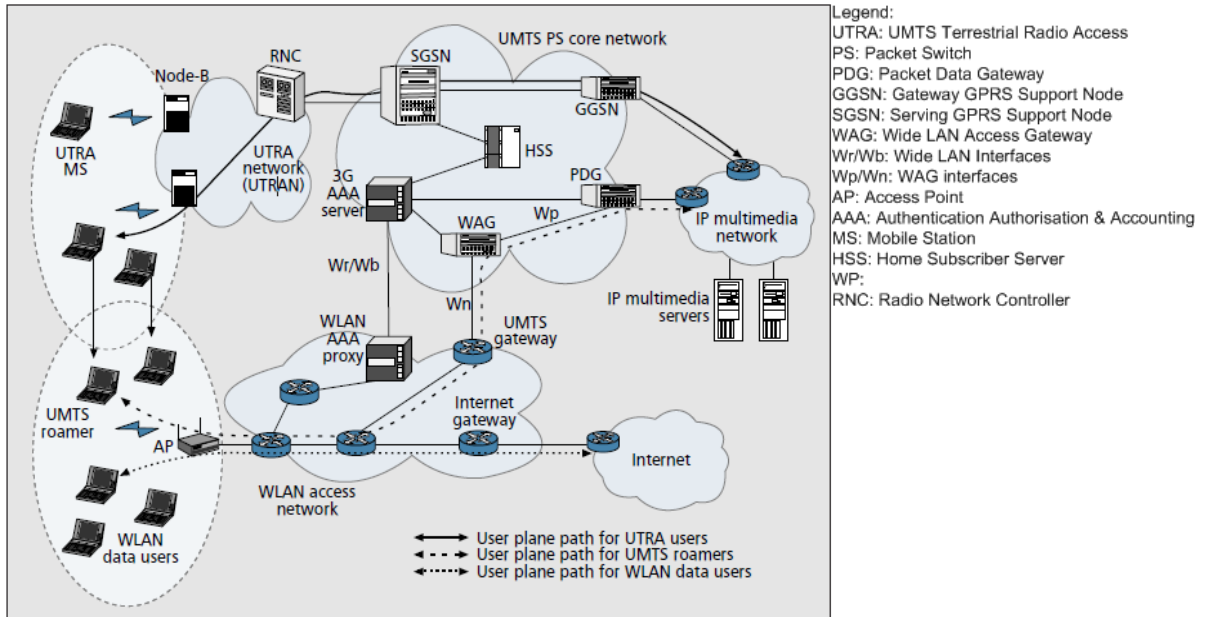 UMTS PS core network
RNC
SGSN
Node-B
GGSN
UTRA
MS
UTRA
network
(UTRAN)
HSS
3G
AAA
server
PDG
Wp
WAG
IP multimedia
network
Wr/Wb
Wn
IP multimedia
servers
WLAN
AAA
proxy
UMTS
gateway
UMTS
roamer
AP
Internet
gateway
Internet
WLAN access
network
WLAN
data users
User plane path for UTRA users
User plane path for UMTS roamers
User plane path for WLAN data users
Legend:
UTRA: UMTS Terrestrial Radio Access
PS: Packet Switch
PDG: Packet Data Gateway
GGSN: Gateway GPRS Support Node
SGSN: Serving GPRS Support Node
WAG: Wide LAN Access Gateway
Wr/Wb: Wide LAN Interfaces
Wp/Wn: WAG interfaces
AP: Access Point
AAA: Authentication Authorisation & Accounting
MS: Mobile Station
HSS: Home Subscriber Server
WP:
RNC: Radio Network Controller